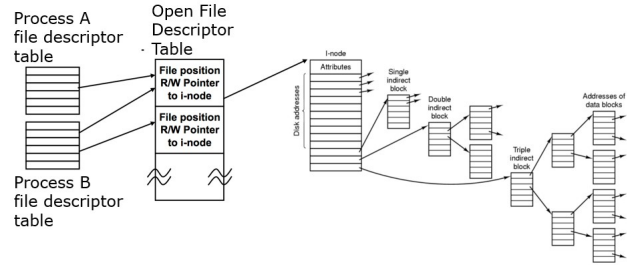 Process A
file descriptor
table
Open File
Descriptor
Table
File position
R/W Pointer
to i-node
File position
R/W Pointer
to i-node
Process B
file descriptor
table
I-node
Attributes
Disk addresses
Single
indirect
block
Double
indirect
block
Triple
indirect
block
Addresses of
data blocks